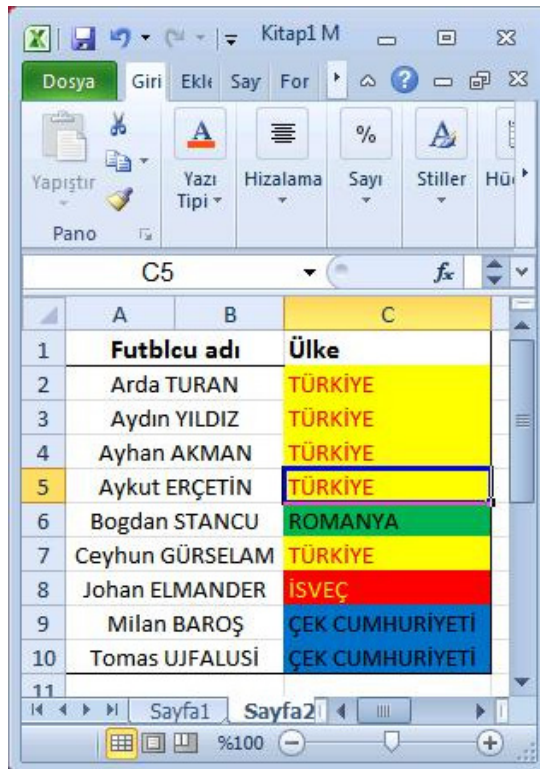 Kitap1 M
Dosya Giri Ekle Say For
Yapıştır
Yazı Tipi
Hizalama
Sayı
%
Stiller
Hü
Pano
C5 fx
A B C
1 Futblcu adı Ülke
2 Arda TURAN TÜRKİYE
3 Aydın YILDIZ TÜRKİYE
4 Ayhan AKMAN TÜRKİYE
5 Aykut ERÇETİN TÜRKİYE
6 Bogdan STANCU ROMANYA
7 Ceyhun GÜRSELAM TÜRKİYE
8 Johan ELMANDER İSVEÇ
9 Milan BAROŞ ÇEK CUMHURİYETİ
10 Tomas UJFALUSİ ÇEK CUMHURİYETİ
11
Sayfa1 Sayfa2
%100